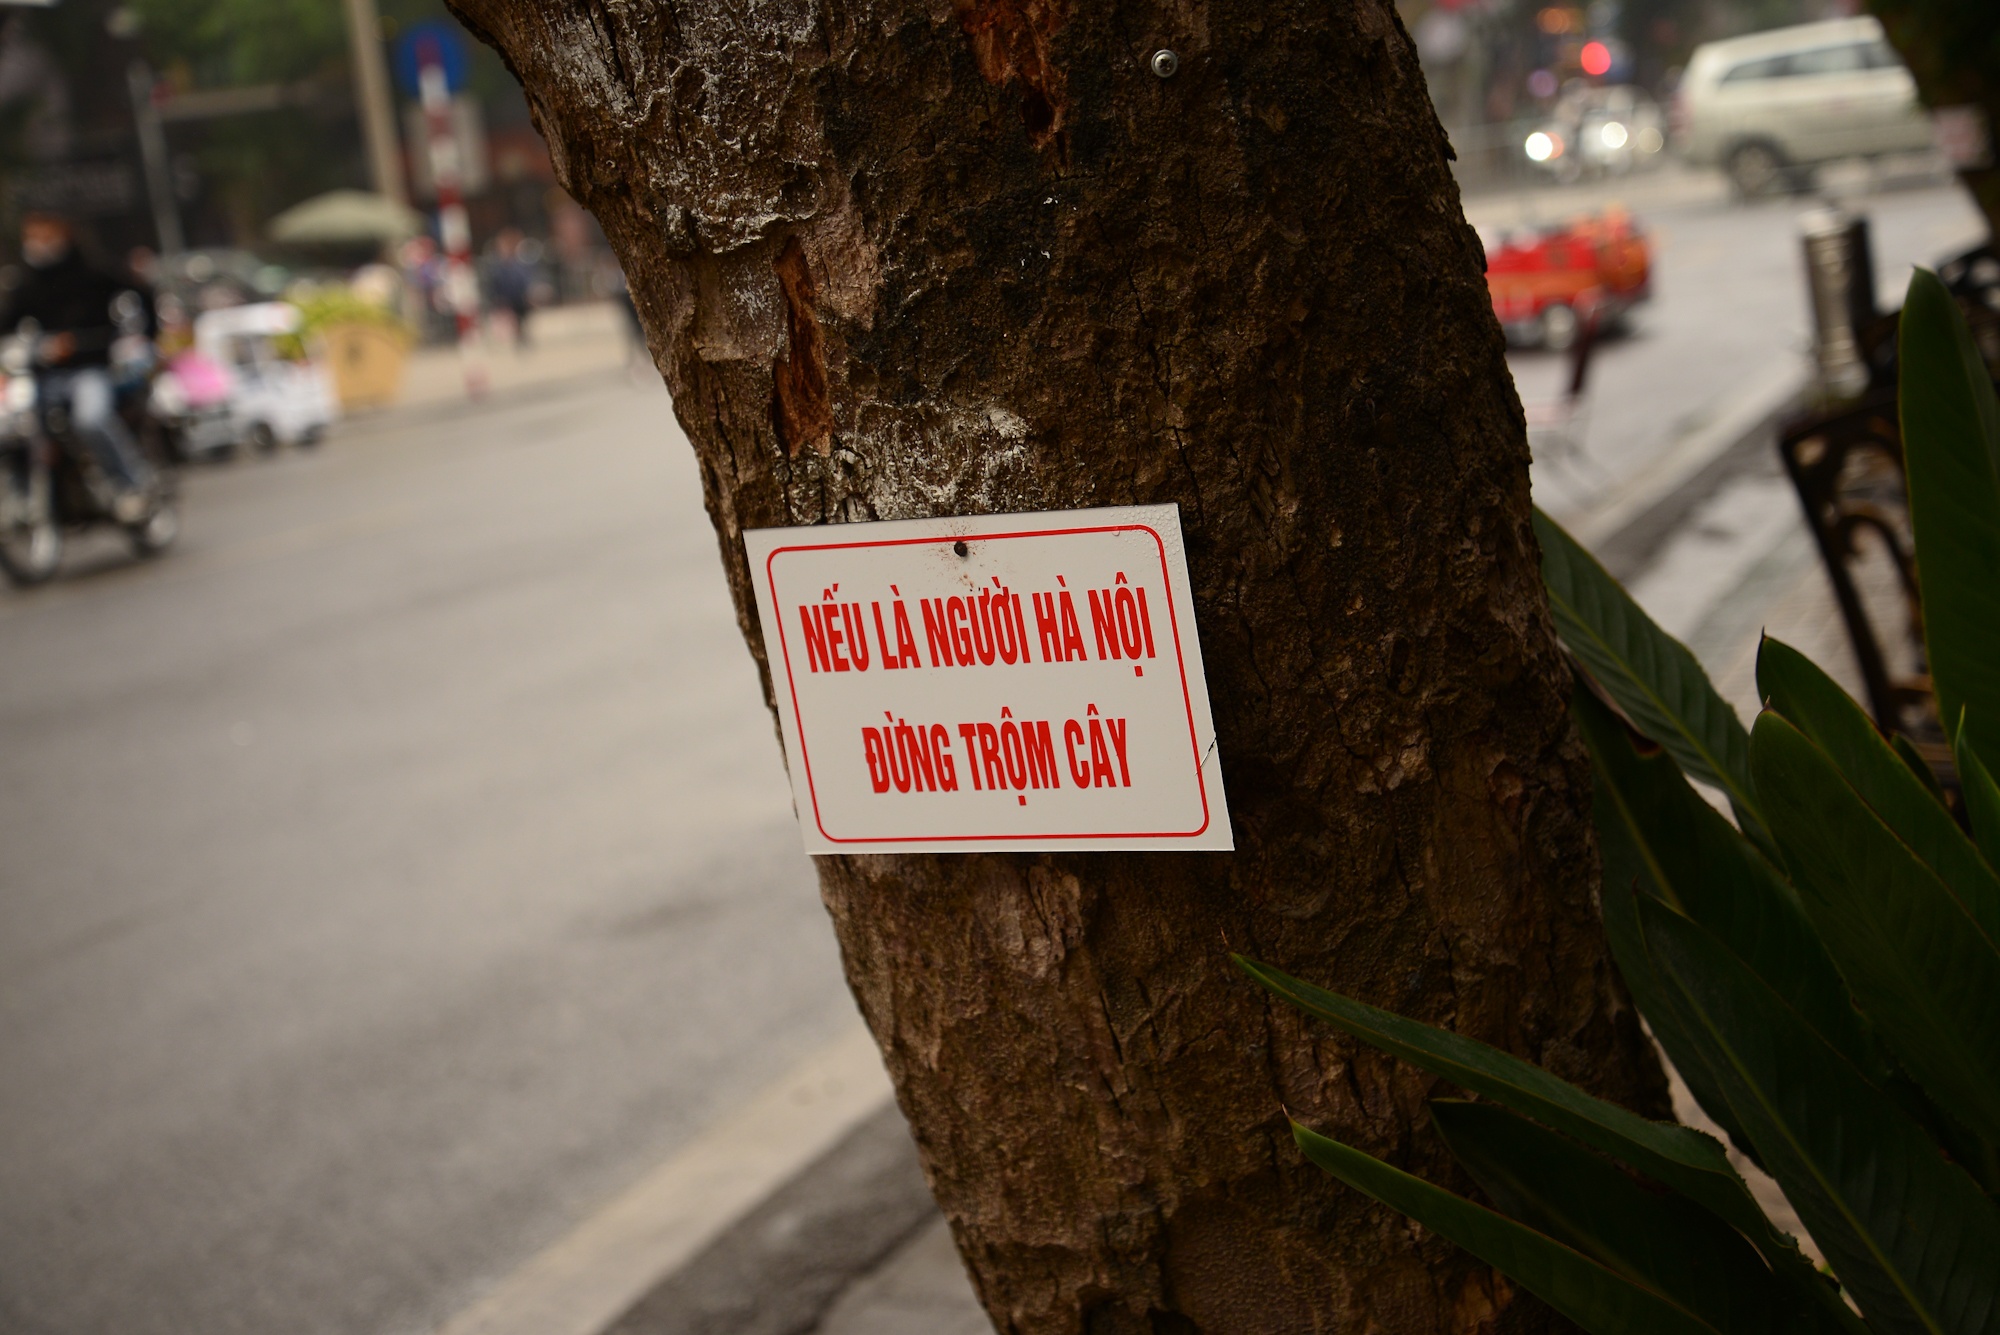 NẾU LÀ NGƯỜI HÀ NỘI
ĐỪNG TRỘM CÂY